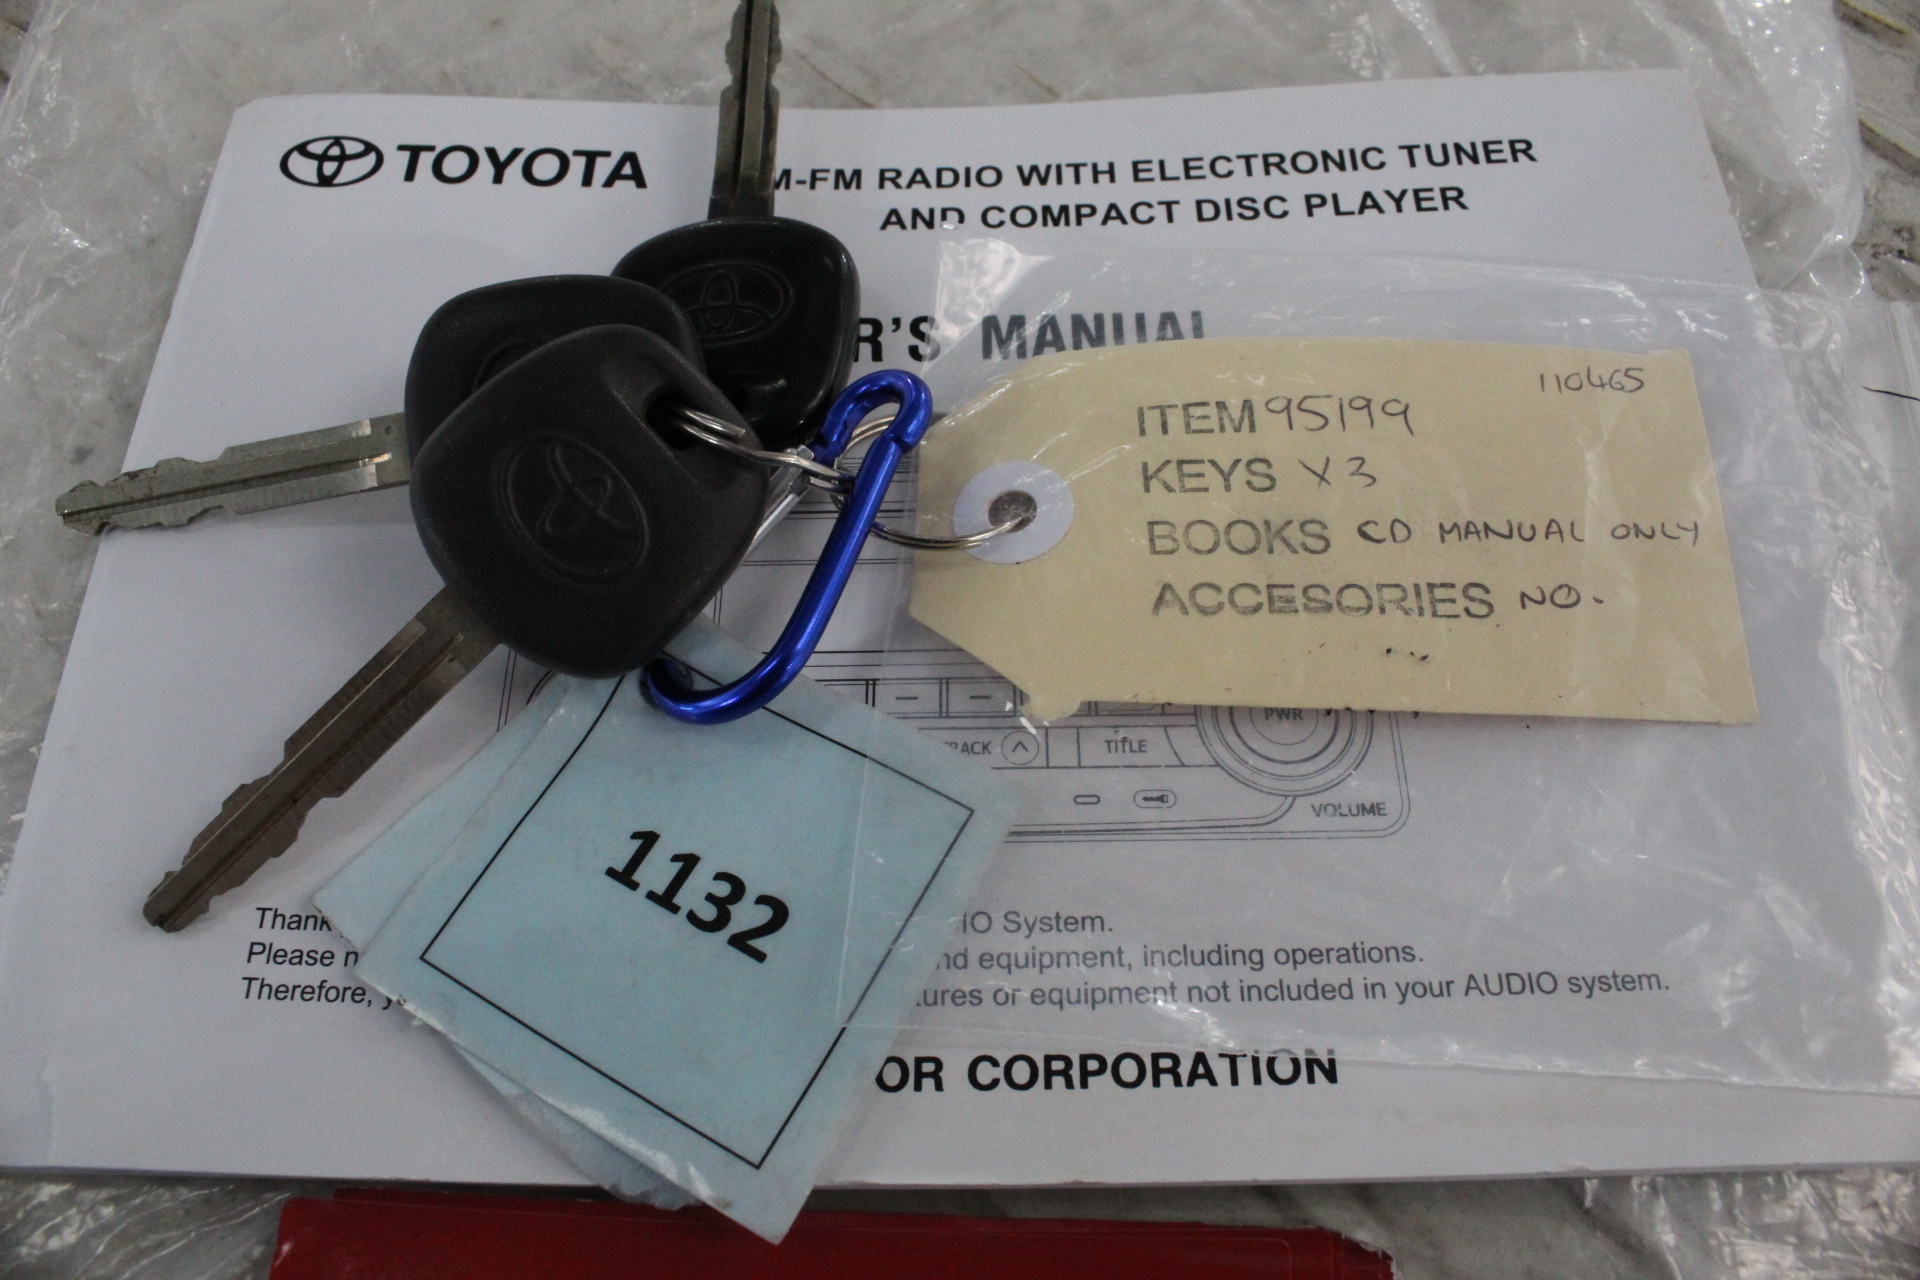 TOYOTA
M-FM RADIO WITH ELECTRONIC TUNER
AND COMPACT DISC PLAYER
R'S MANUAL
110465
ITEM 95199
KEYS X3
BOOKS CD MANUAL ONLY
ACCESORIES NO.
PWR
TRACK
TITLE
VOLUME
1132
Thank
IO System.
Please n
nd equipment, including operations.
Therefore, y
tures or equipment not included in your AUDIO system.
OR CORPORATION